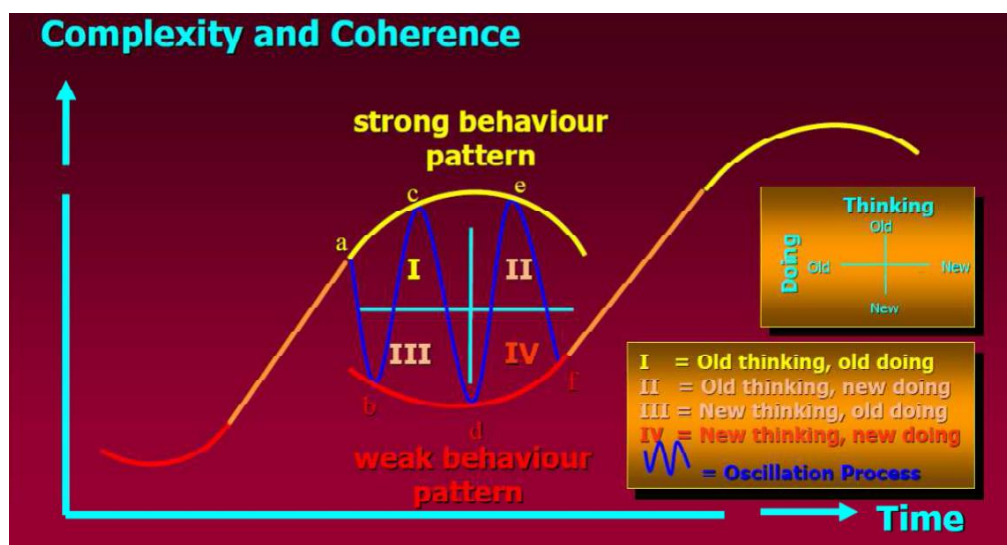 Complexity and Coherence
strong behaviour
pattern
c
e
a
I
II
III
IV
b
f
d
weak behaviour
pattern
Time
Thinking
Old
Doing
Old
New
New
I = Old thinking, old doing
II = Old thinking, new doing
III = New thinking, old doing
IV = New thinking, new doing
= Oscillation Process